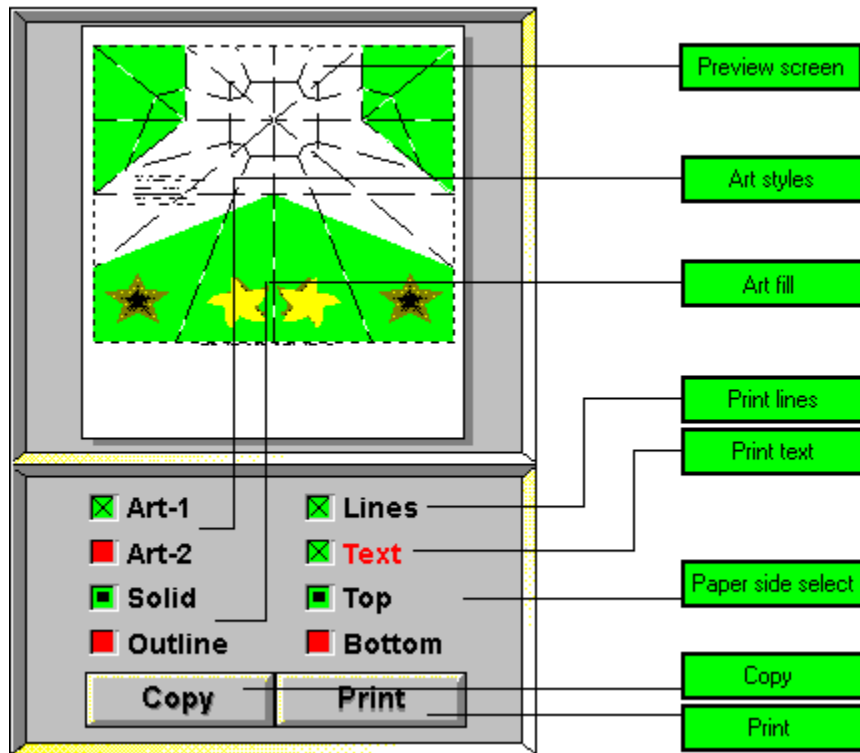 Preview screen
Art styles
Art fill
Print lines
Print text
Art-1
Lines
Art-2
Text
Solid
Top
Paper side select
Outline
Bottom
Copy
Print
Copy
Print